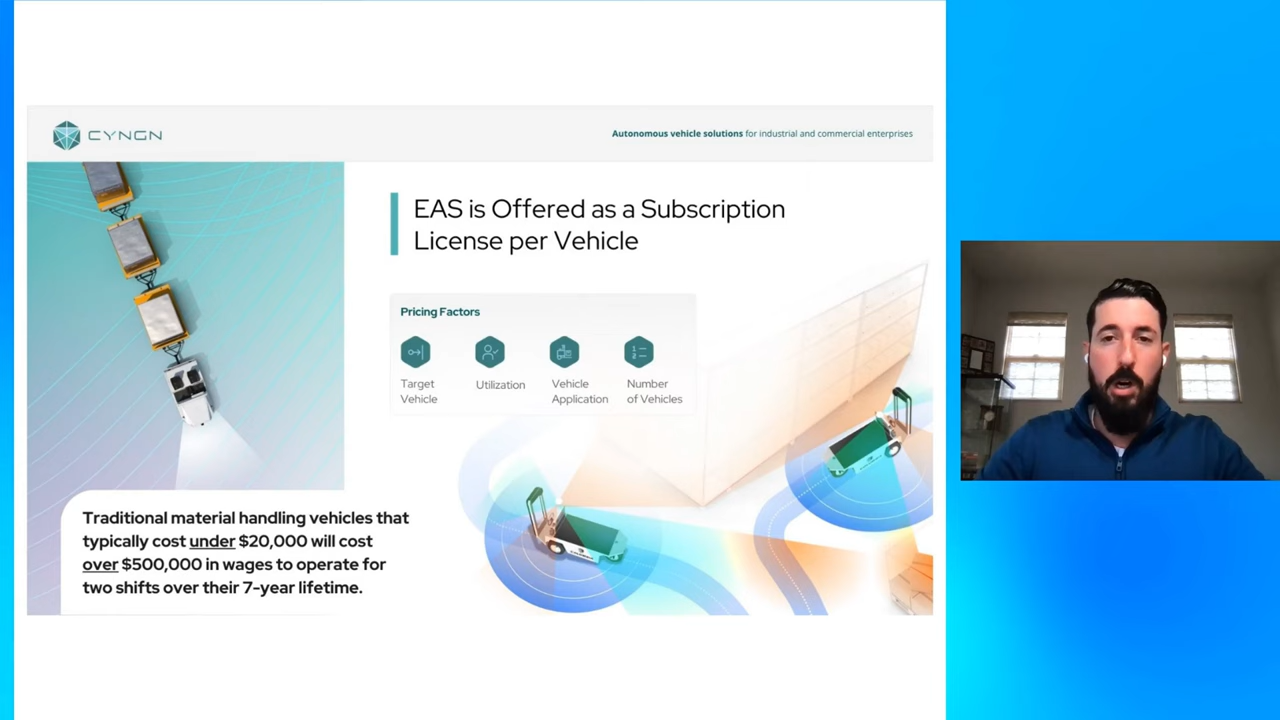 CYNGN
Autonomous vehicle solutions for industrial and commercial enterprises
EAS is Offered as a Subscription
License per Vehicle
Pricing Factors
Target
Vehicle
Utilization
Vehicle
Application
Number
of Vehicles
Traditional material handling vehicles that
typically cost under $20,000 will cost
over $500,000 in wages to operate for
two shifts over their 7-year lifetime.